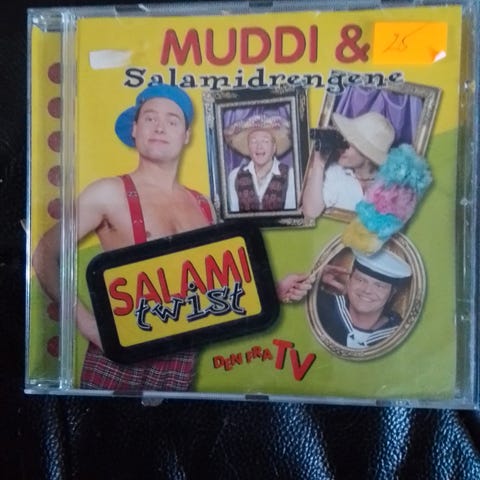 MUDDI &
25
Salamidrengene
SALAMI
twist
DEN FRA TV